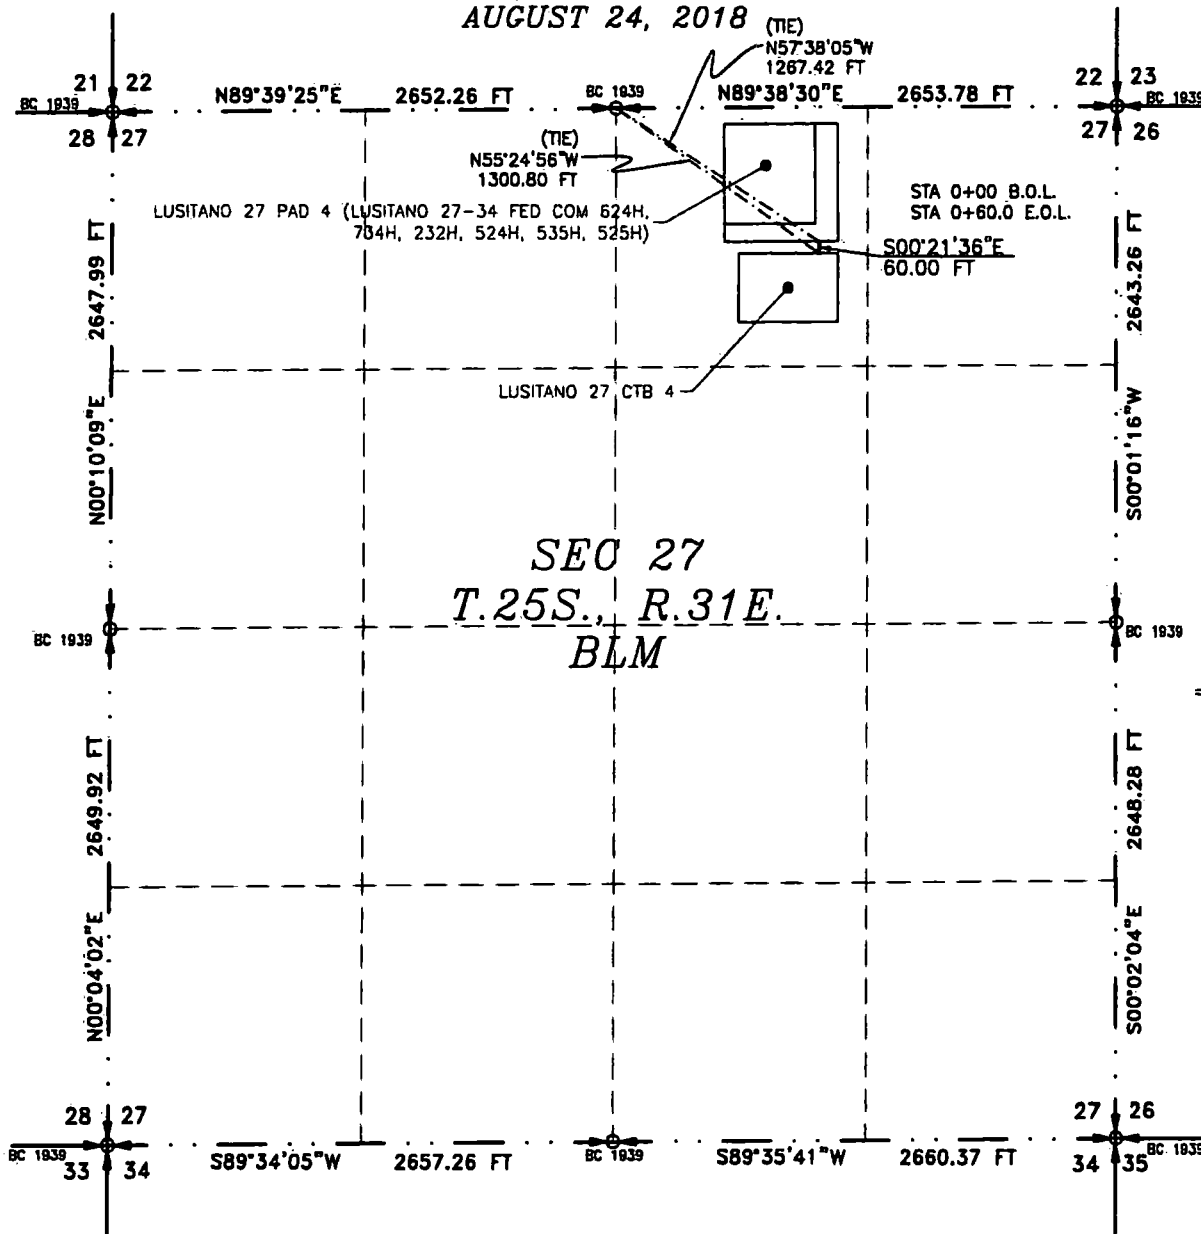 AUGUST 24, 2018
(TIE)
N57°38'05"W
1267.42 FT
21 22
BC 1939
28 27
N89°39'25"E 2652.26 FT
BC 1939
N89°38'30"E 2653.78 FT
22 23
BC 1939
27 26
(TIE)
N55°24'56"W
1300.80 FT
LUSITANO 27 PAD 4 (LUSITANO 27-34 FED COM 624H,
734H, 232H, 524H, 535H, 525H)
STA 0+00 B.O.L.
STA 0+60.0 E.O.L.
S00°21'36"E
60.00 FT
LUSITANO 27 CTB 4
2647.99 FT
N00°10'09"E
2643.26 FT
S00°01'16"W
SEC 27
T.25S., R.31E.
BLM
BC 1939
BC 1939
2649.92 FT
N00°04'02"E
2648.28 FT
S00°02'04"E
28 27
BC 1939
33 34
S89°34'05"W 2657.26 FT
BC 1939
S89°35'41"W 2660.37 FT
27 26
34 35
BC 1939